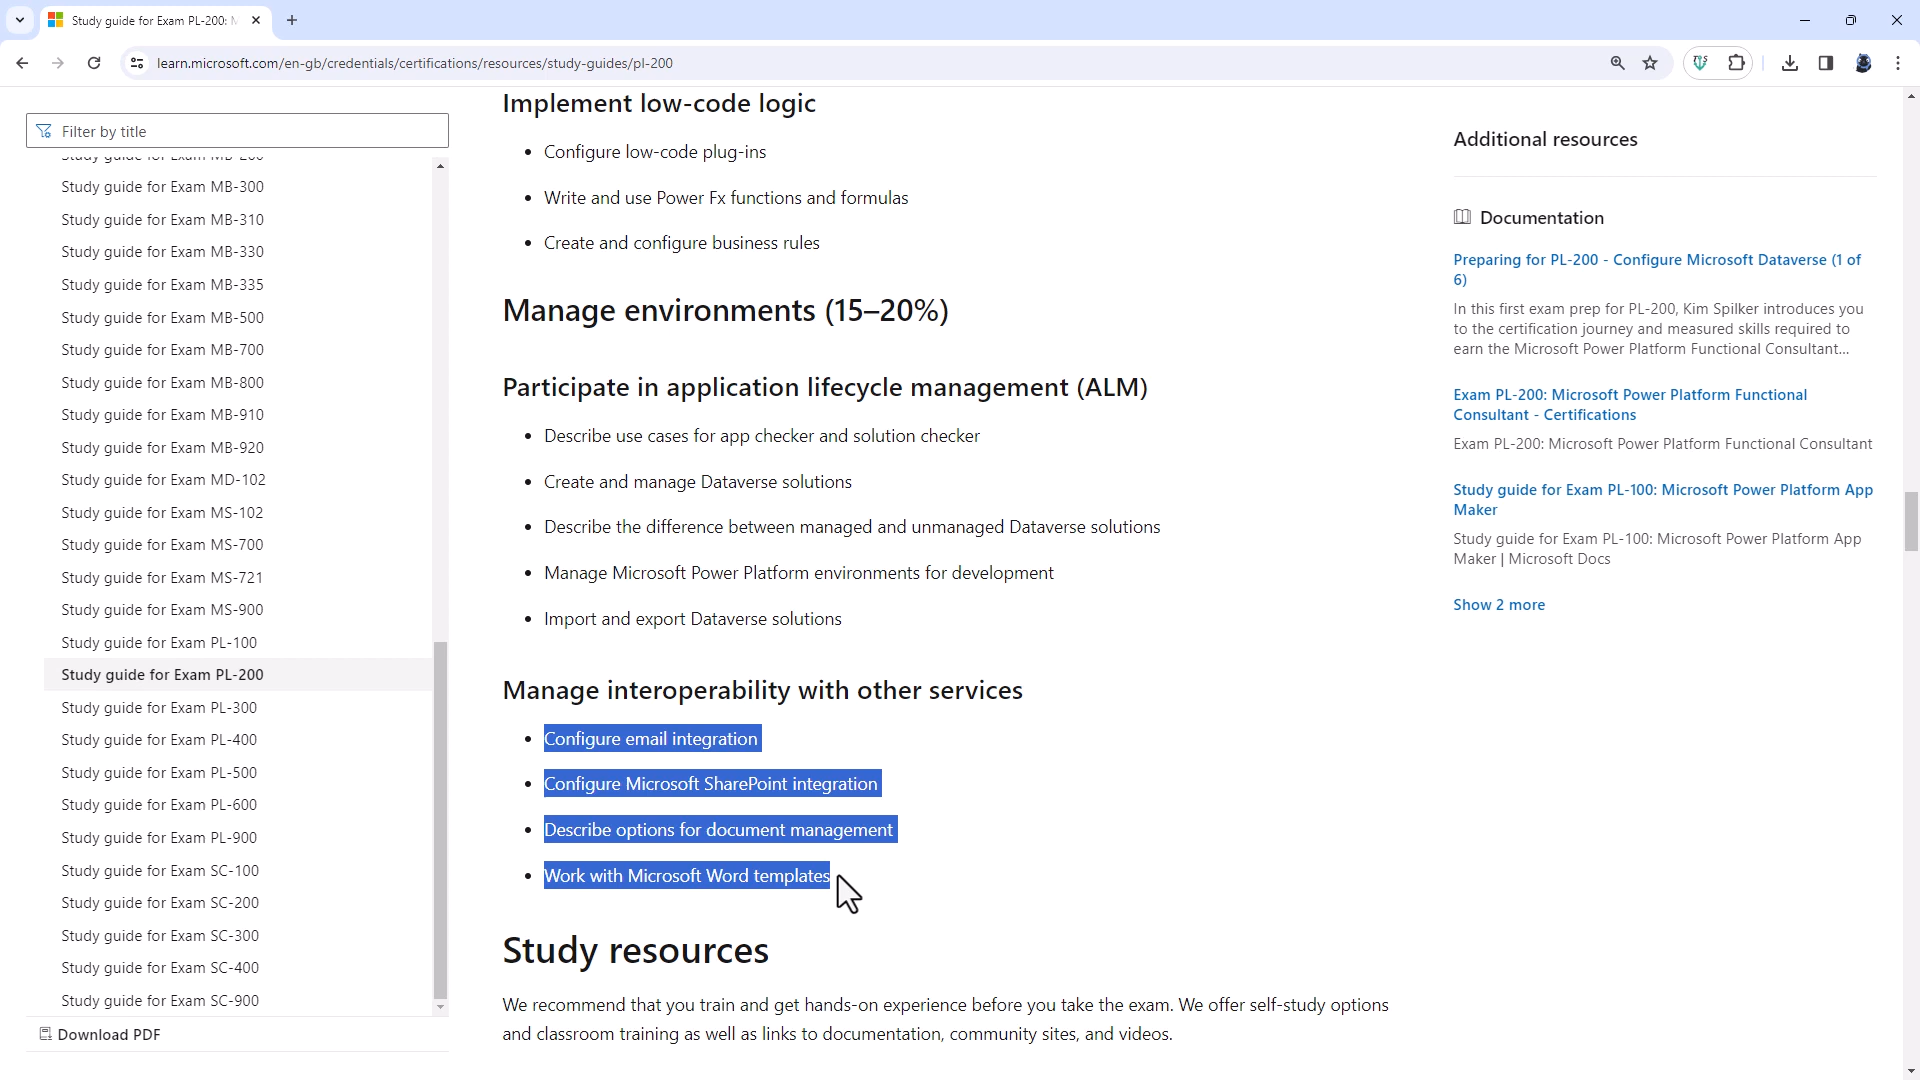 Study guide for Exam PL-200: M
learn.microsoft.com/en-gb/credentials/certifications/resources/study-guides/pl-200
Filter by title
Study guide for Exam MB-260
Study guide for Exam MB-300
Study guide for Exam MB-310
Study guide for Exam MB-330
Study guide for Exam MB-335
Study guide for Exam MB-500
Study guide for Exam MB-700
Study guide for Exam MB-800
Study guide for Exam MB-910
Study guide for Exam MB-920
Study guide for Exam MD-102
Study guide for Exam MS-102
Study guide for Exam MS-700
Study guide for Exam MS-721
Study guide for Exam MS-900
Study guide for Exam PL-100
Study guide for Exam PL-200
Study guide for Exam PL-300
Study guide for Exam PL-400
Study guide for Exam PL-500
Study guide for Exam PL-600
Study guide for Exam PL-900
Study guide for Exam SC-100
Study guide for Exam SC-200
Study guide for Exam SC-300
Study guide for Exam SC-400
Study guide for Exam SC-900
Download PDF
Implement low-code logic
• Configure low-code plug-ins
• Write and use Power Fx functions and formulas
• Create and configure business rules
Manage environments (15–20%)
Participate in application lifecycle management (ALM)
• Describe use cases for app checker and solution checker
• Create and manage Dataverse solutions
• Describe the difference between managed and unmanaged Dataverse solutions
• Manage Microsoft Power Platform environments for development
• Import and export Dataverse solutions
Manage interoperability with other services
• Configure email integration
• Configure Microsoft SharePoint integration
• Describe options for document management
• Work with Microsoft Word templates
Study resources
We recommend that you train and get hands-on experience before you take the exam. We offer self-study options
and classroom training as well as links to documentation, community sites, and videos.
Additional resources
Documentation
Preparing for PL-200 - Configure Microsoft Dataverse (1 of
6)
In this first exam prep for PL-200, Kim Spilker introduces you
to the certification journey and measured skills required to
earn the Microsoft Power Platform Functional Consultant...
Exam PL-200: Microsoft Power Platform Functional
Consultant - Certifications
Exam PL-200: Microsoft Power Platform Functional Consultant
Study guide for Exam PL-100: Microsoft Power Platform App
Maker
Study guide for Exam PL-100: Microsoft Power Platform App
Maker | Microsoft Docs
Show 2 more